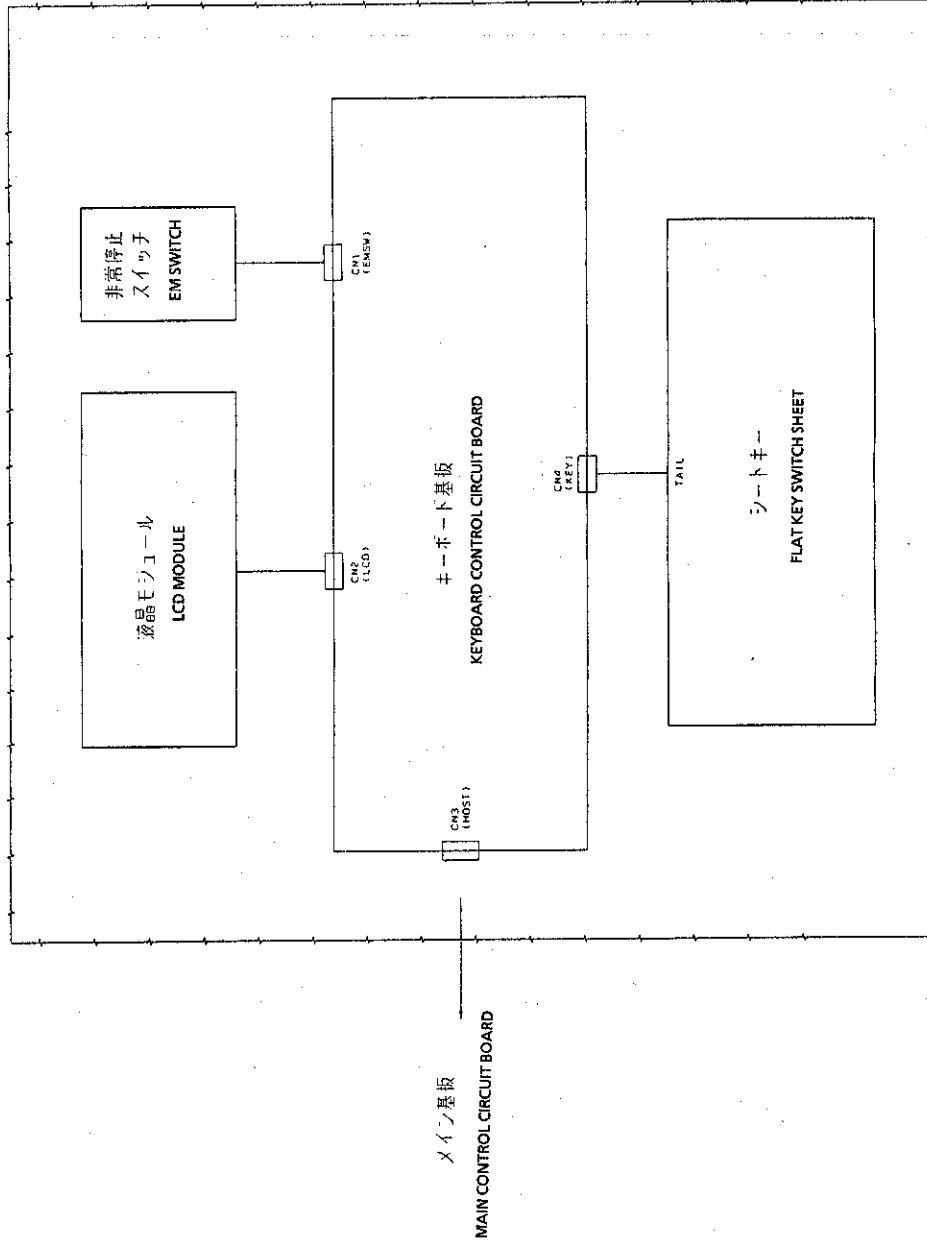 非常停止
スイッチ
EM SWITCH
液晶モジュール
LCD MODULE
CN1
(EMSW)
CN2
(LCD)
キーボード基板
KEYBOARD CONTROL CIRCUIT BOARD
CN3
(HOST)
CN4
(KEY)
TAIL
シートキー
FLAT KEY SWITCH SHEET
メイン基板
MAIN CONTROL CIRCUIT BOARD